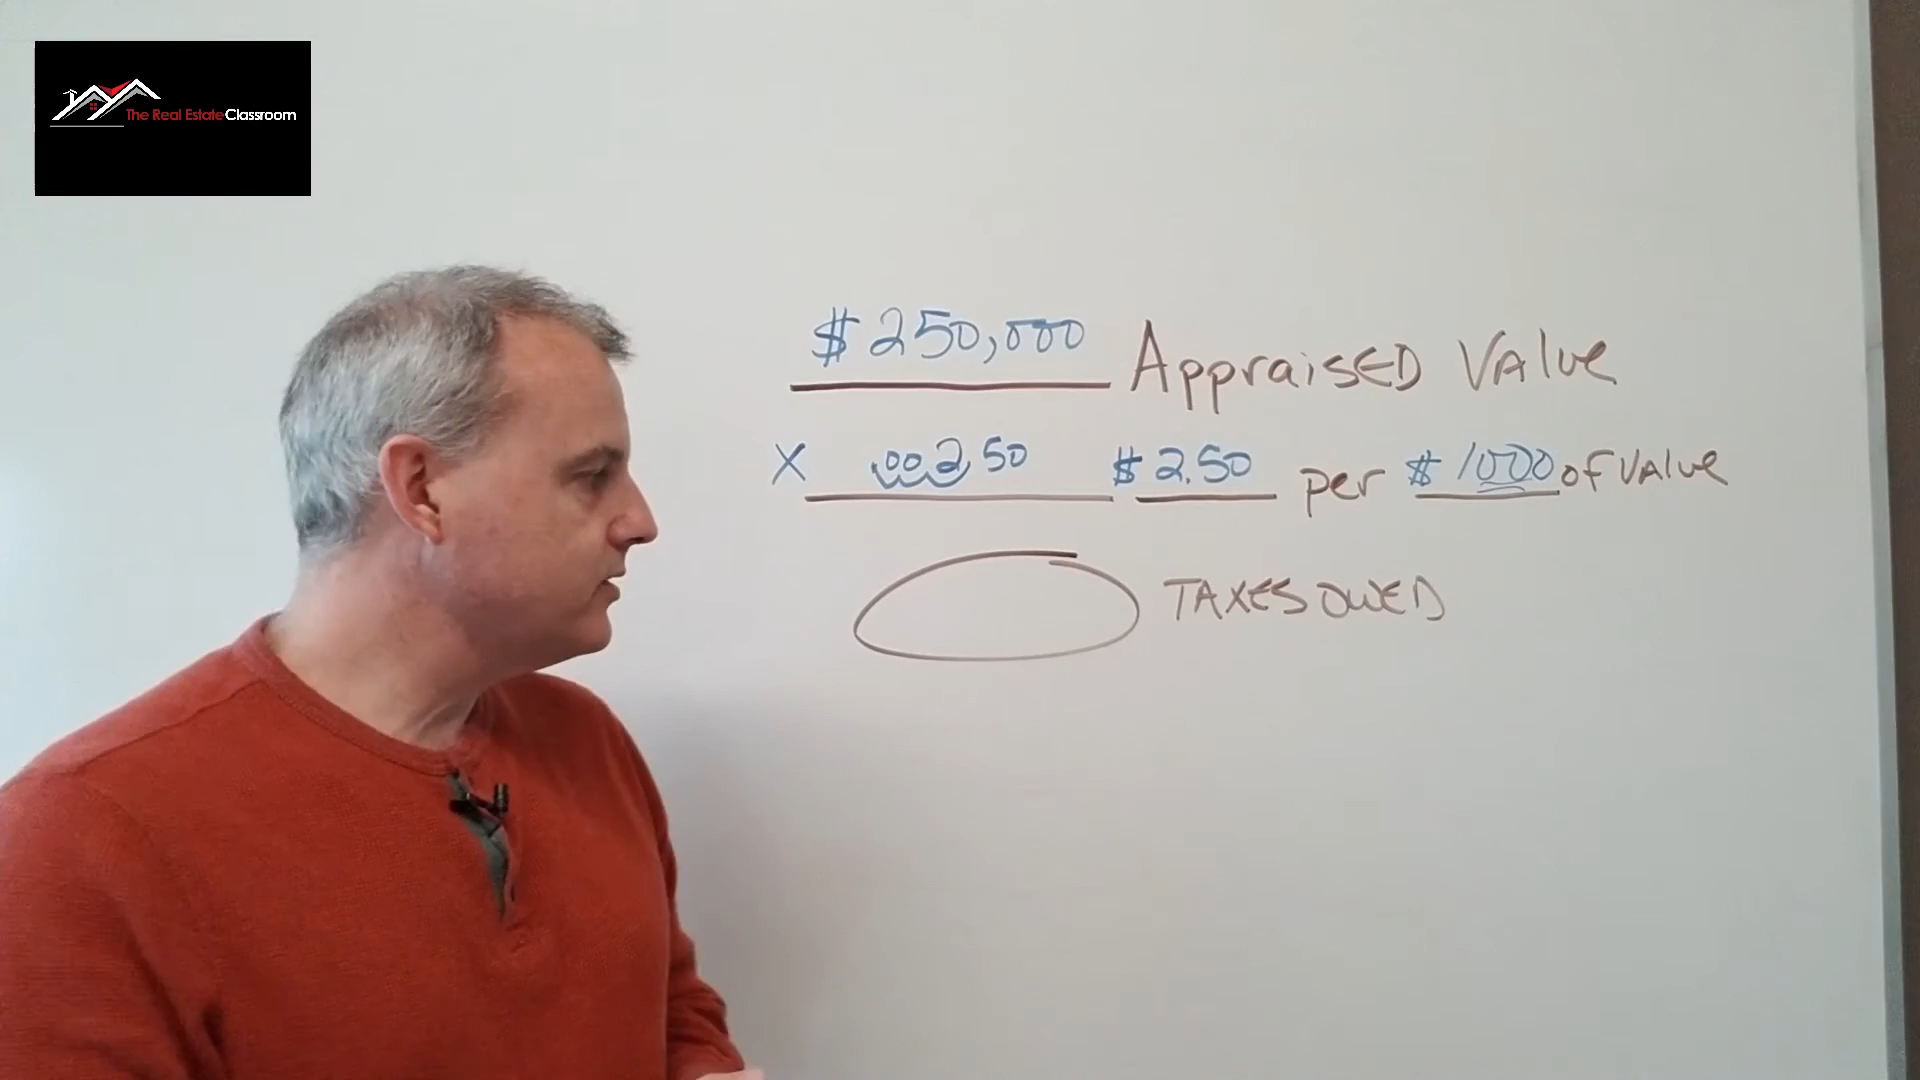 The Real Estate Classroom
$250,000 Appraised Value
X 00250 $2.50 per $1000 of Value
TAXES OWED